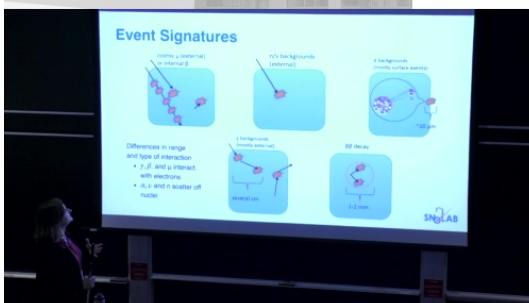 Event Signatures
cosmic μ (external)
or internal β
n/ν backgrounds
(external)
α backgrounds
(mostly surface events)
~10 μm
γ backgrounds
(mostly external)
several cm
ββ decay
1-2 mm
Differences in range
and type of interaction
• γ, β, and μ interact
with electrons
• α, ν and n scatter off
nuclei
SNOLAB